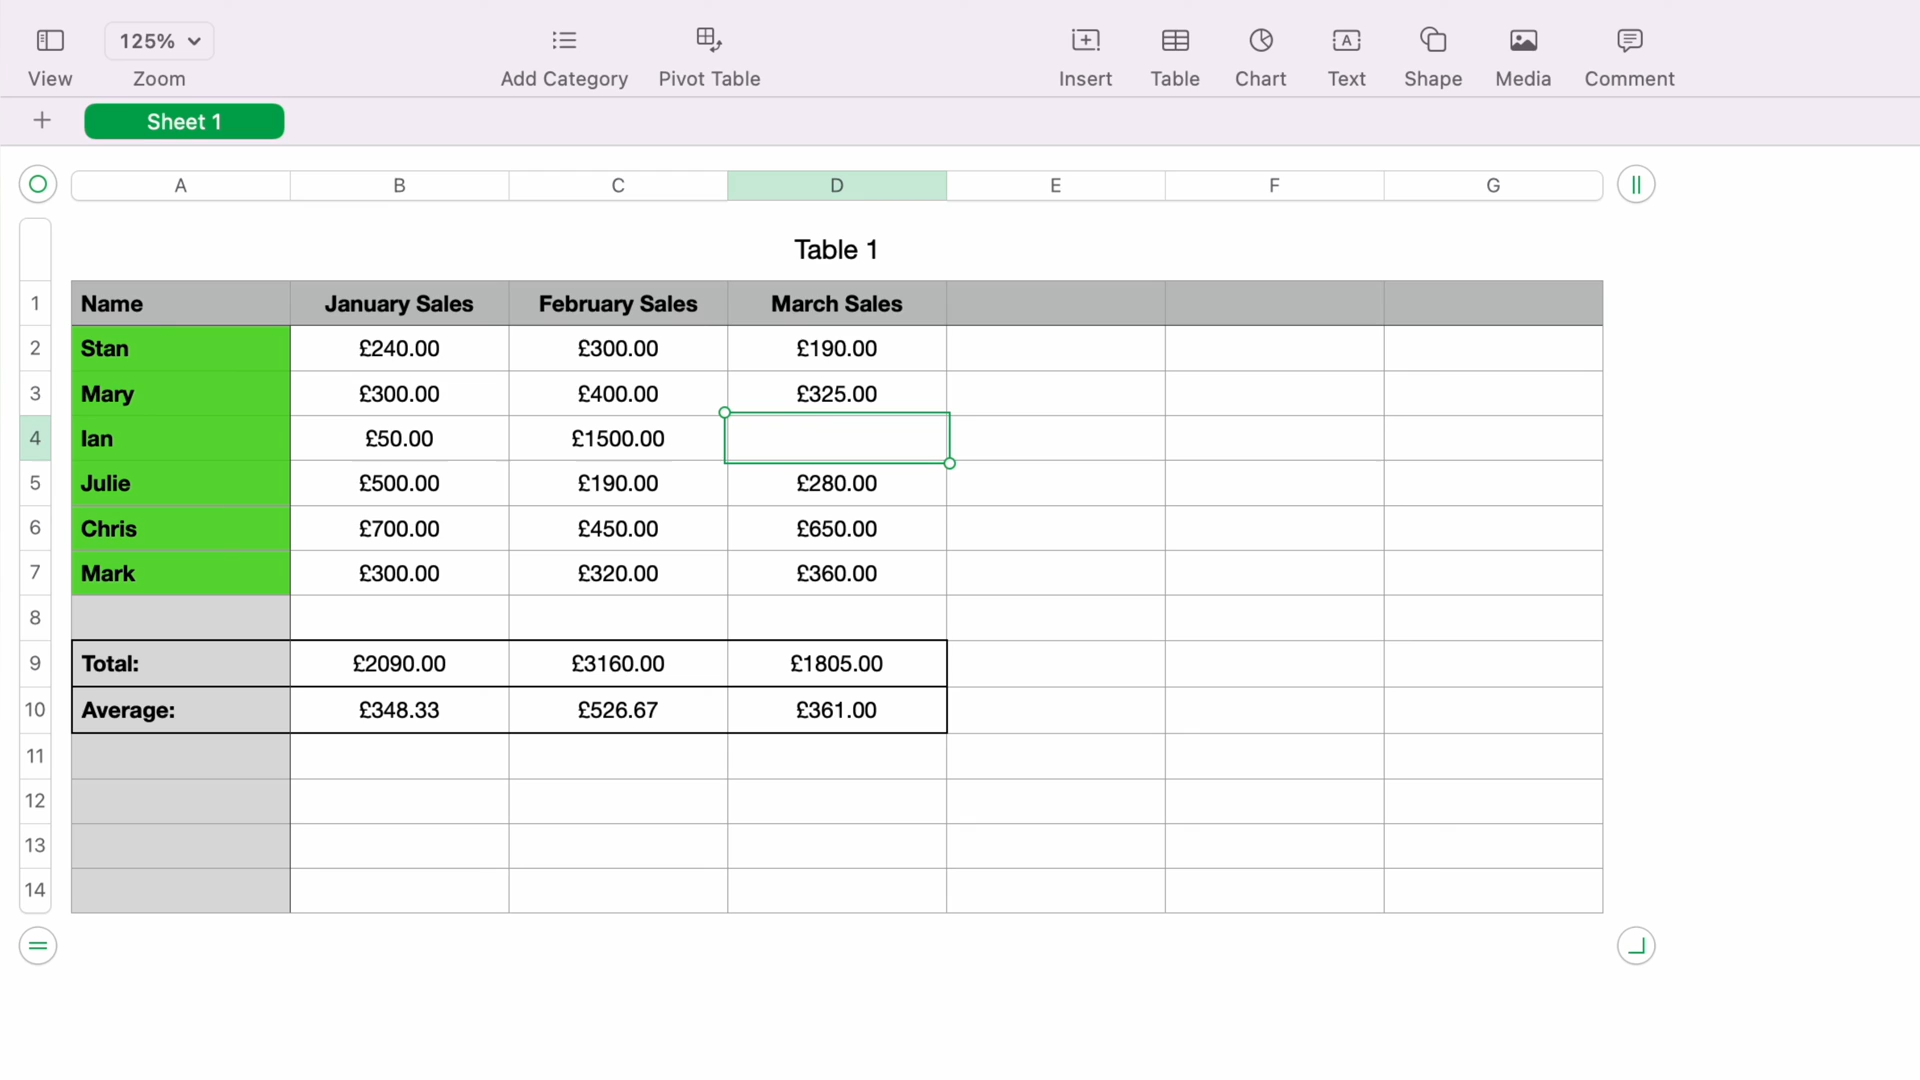 View
125%
Zoom
Add Category
Pivot Table
Insert
Table
Chart
Text
Shape
Media
Comment
Sheet 1
A B C D E F G
Table 1
1 Name January Sales February Sales March Sales
2 Stan £240.00 £300.00 £190.00
3 Mary £300.00 £400.00 £325.00
4 Ian £50.00 £1500.00
5 Julie £500.00 £190.00 £280.00
6 Chris £700.00 £450.00 £650.00
7 Mark £300.00 £320.00 £360.00
8
9 Total: £2090.00 £3160.00 £1805.00
10 Average: £348.33 £526.67 £361.00
11
12
13
14